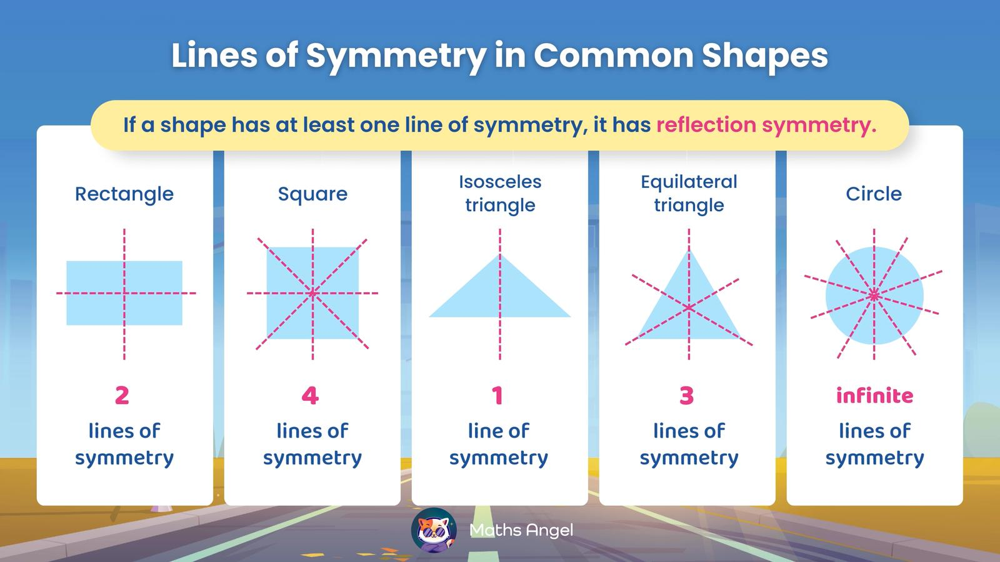 Lines of Symmetry in Common Shapes
If a shape has at least one line of symmetry, it has reflection symmetry.
Rectangle
2
lines of
symmetry
Square
4
lines of
symmetry
Isosceles
triangle
1
line of
symmetry
Equilateral
triangle
3
lines of
symmetry
Circle
infinite
lines of
symmetry
Maths Angel